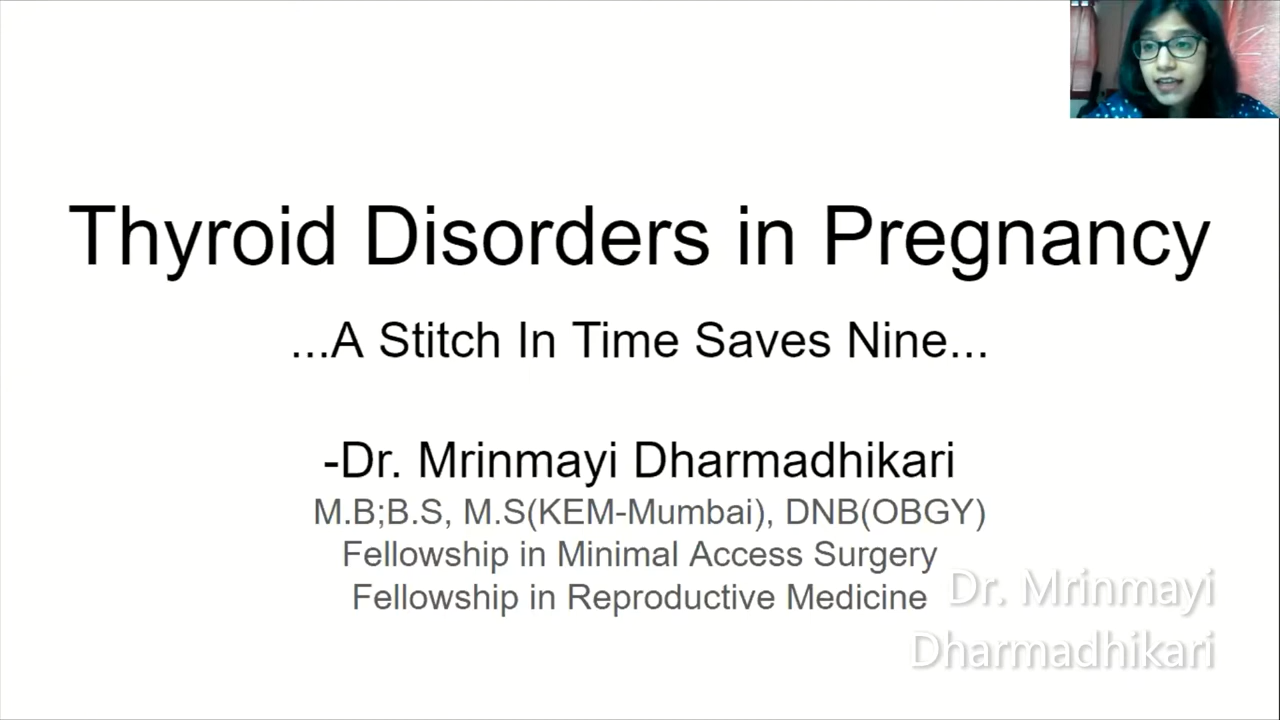 Thyroid Disorders in Pregnancy
...A Stitch In Time Saves Nine...
-Dr. Mrinmayi Dharmadhikari
M.B;B.S, M.S(KEM-Mumbai), DNB(OBGY)
Fellowship in Minimal Access Surgery
Fellowship in Reproductive Medicine
Dr. Mrinmayi
Dharmadhikari